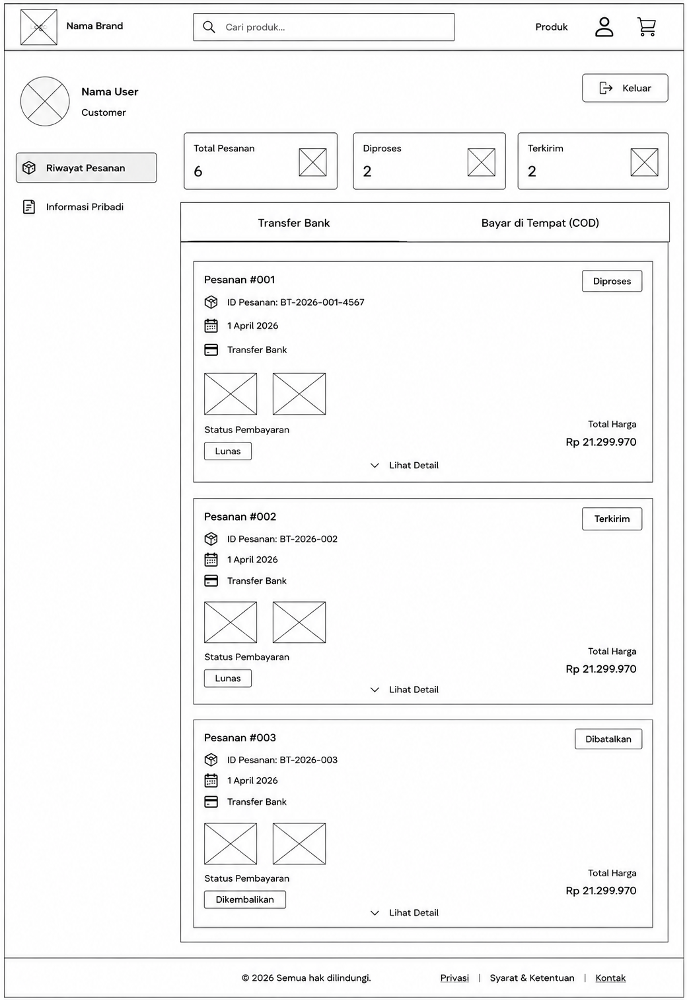 Logo
Nama Brand
Cari produk...
Produk
Nama User
Customer
Keluar
Riwayat Pesanan
Informasi Pribadi
Total Pesanan
6
Diproses
2
Terkirim
2
Transfer Bank
Bayar di Tempat (COD)
Pesanan #001
Diproses
ID Pesanan: BT-2026-001-4567
1 April 2026
Transfer Bank
Status Pembayaran
Lunas
Total Harga
Rp 21.299.970
Lihat Detail
Pesanan #002
Terkirim
ID Pesanan: BT-2026-002
1 April 2026
Transfer Bank
Status Pembayaran
Lunas
Total Harga
Rp 21.299.970
Lihat Detail
Pesanan #003
Dibatalkan
ID Pesanan: BT-2026-003
1 April 2026
Transfer Bank
Status Pembayaran
Dikembalikan
Total Harga
Rp 21.299.970
Lihat Detail
© 2026 Semua hak dilindungi.
Privasi | Syarat & Ketentuan | Kontak